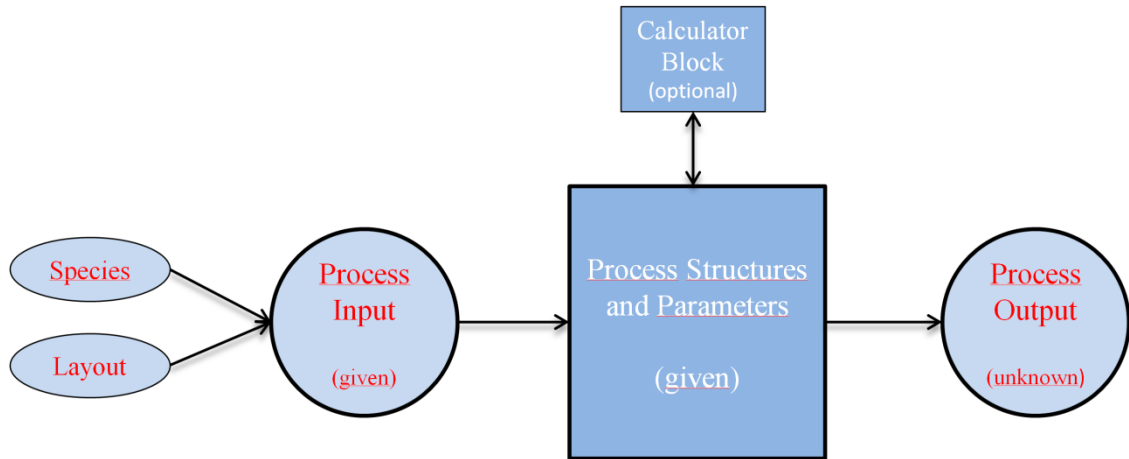 Calculator
Block
(optional)
Species
Layout
Process
Input
(given)
Process Structures
and Parameters
(given)
Process
Output
(unknown)